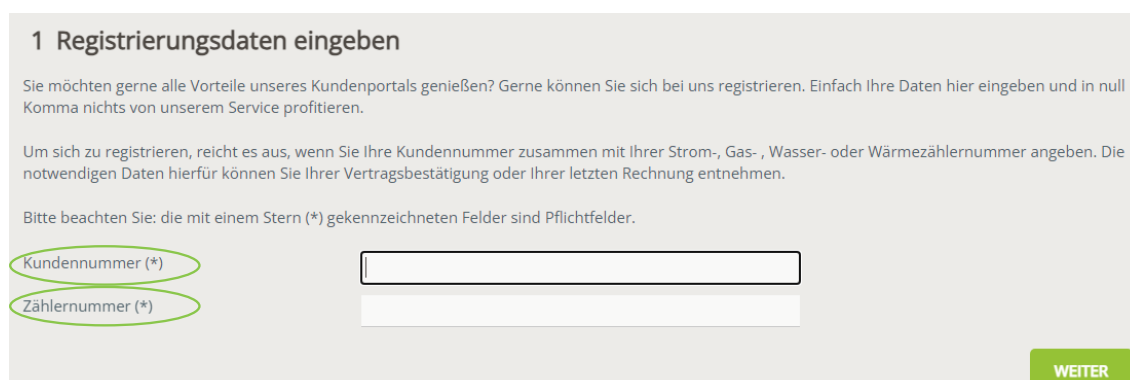 1 Registrierungsdaten eingeben
Sie möchten gerne alle Vorteile unseres Kundenportals genießen? Gerne können Sie sich bei uns registrieren. Einfach Ihre Daten hier eingeben und in null
Komma nichts von unserem Service profitieren.
Um sich zu registrieren, reicht es aus, wenn Sie Ihre Kundennummer zusammen mit Ihrer Strom-, Gas- , Wasser- oder Wärmezählernummer angeben. Die
notwendigen Daten hierfür können Sie Ihrer Vertragsbestätigung oder Ihrer letzten Rechnung entnehmen.
Bitte beachten Sie: die mit einem Stern (*) gekennzeichneten Felder sind Pflichtfelder.
Kundennummer (*)
Zählernummer (*)
WEITER